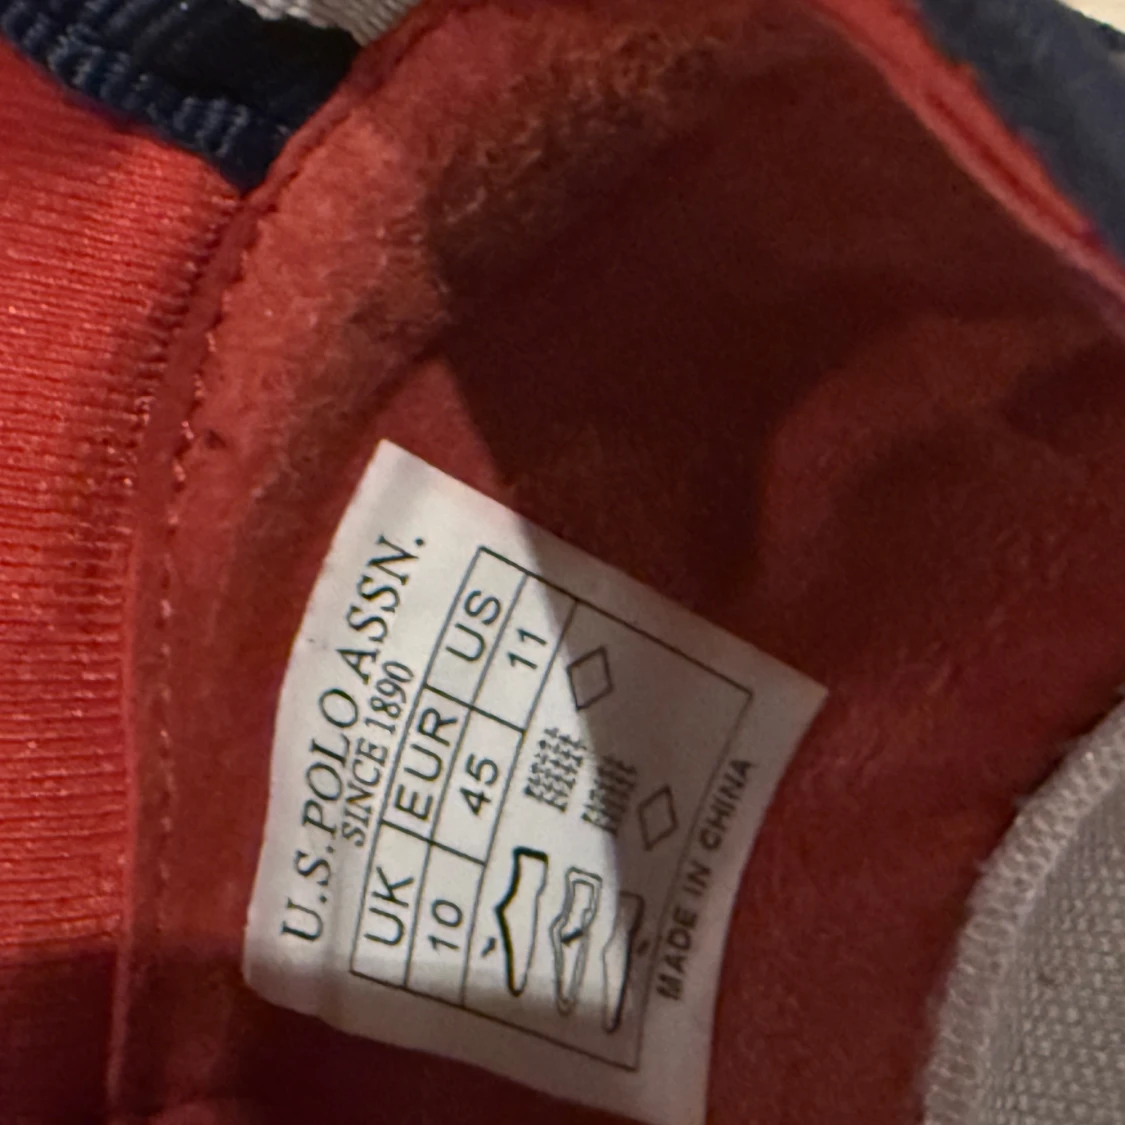 U.S.POLO ASSN.
SINCE 1890
UK EUR US
10 45 11
MADE IN CHINA